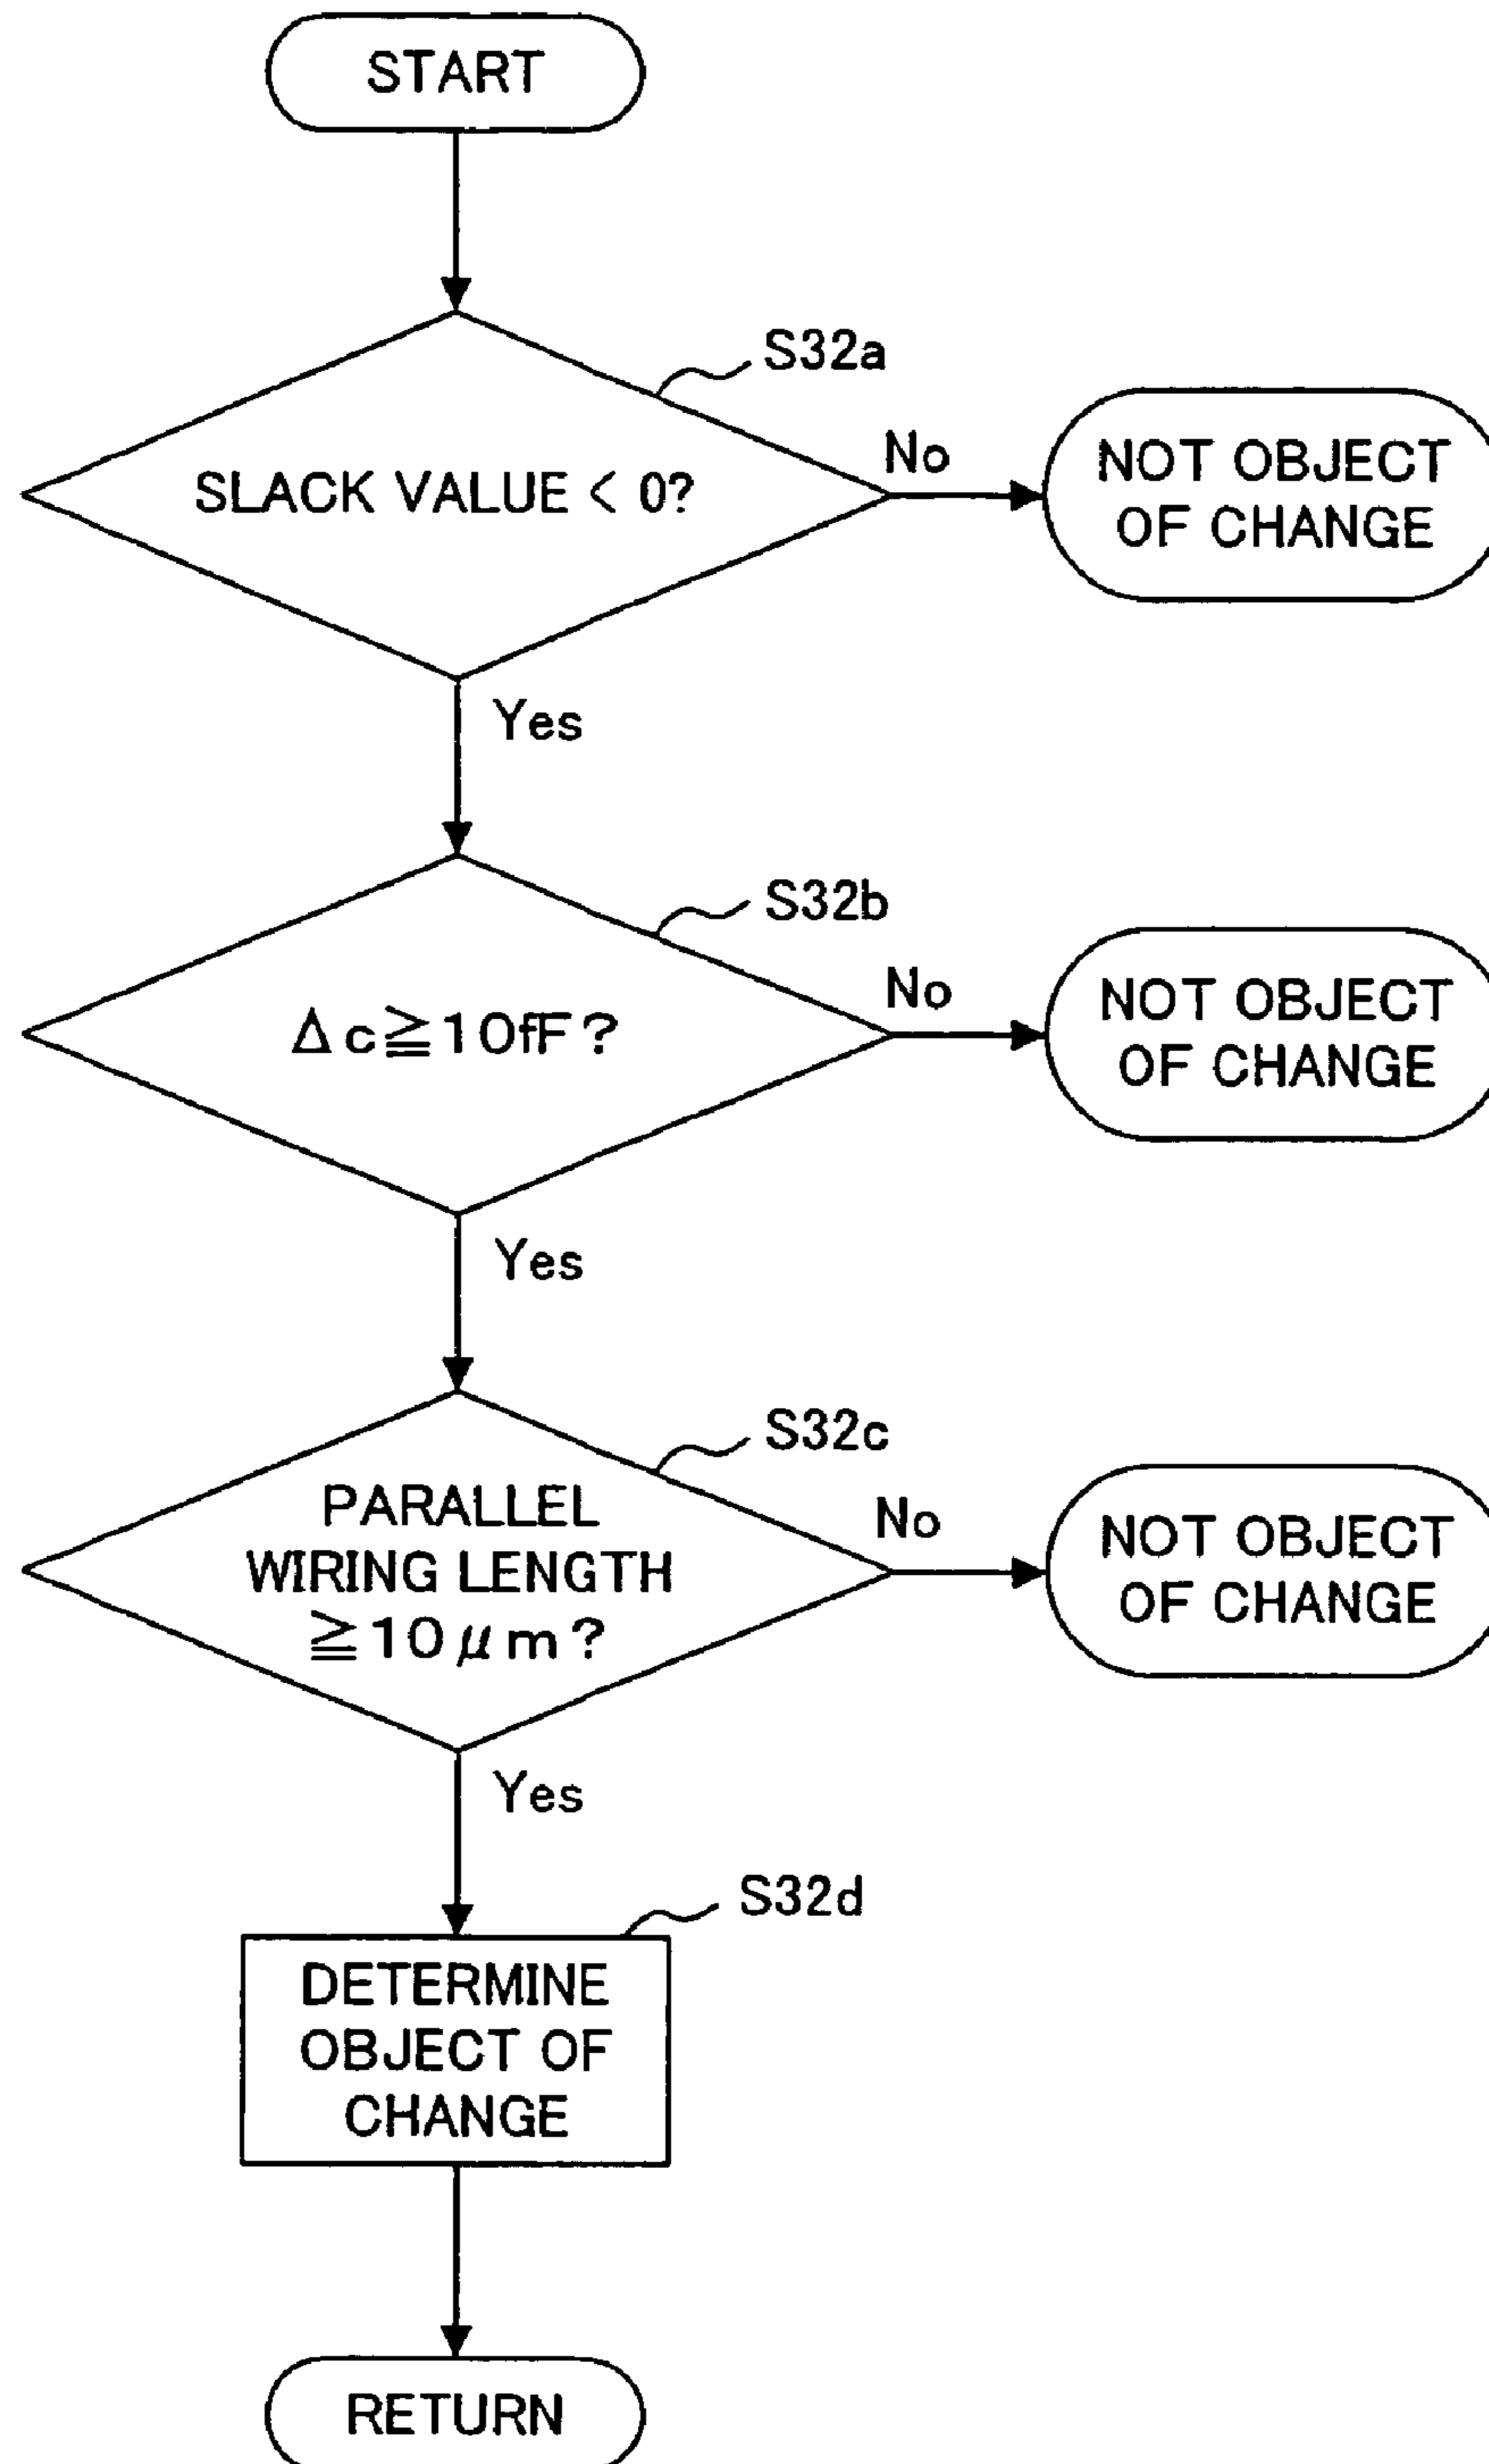 START
S32a
SLACK VALUE < 0?
No
NOT OBJECT
OF CHANGE
Yes
S32b
Δc≧10fF?
No
NOT OBJECT
OF CHANGE
Yes
S32c
PARALLEL
WIRING LENGTH
≧10μm?
No
NOT OBJECT
OF CHANGE
Yes
S32d
DETERMINE
OBJECT OF
CHANGE
RETURN